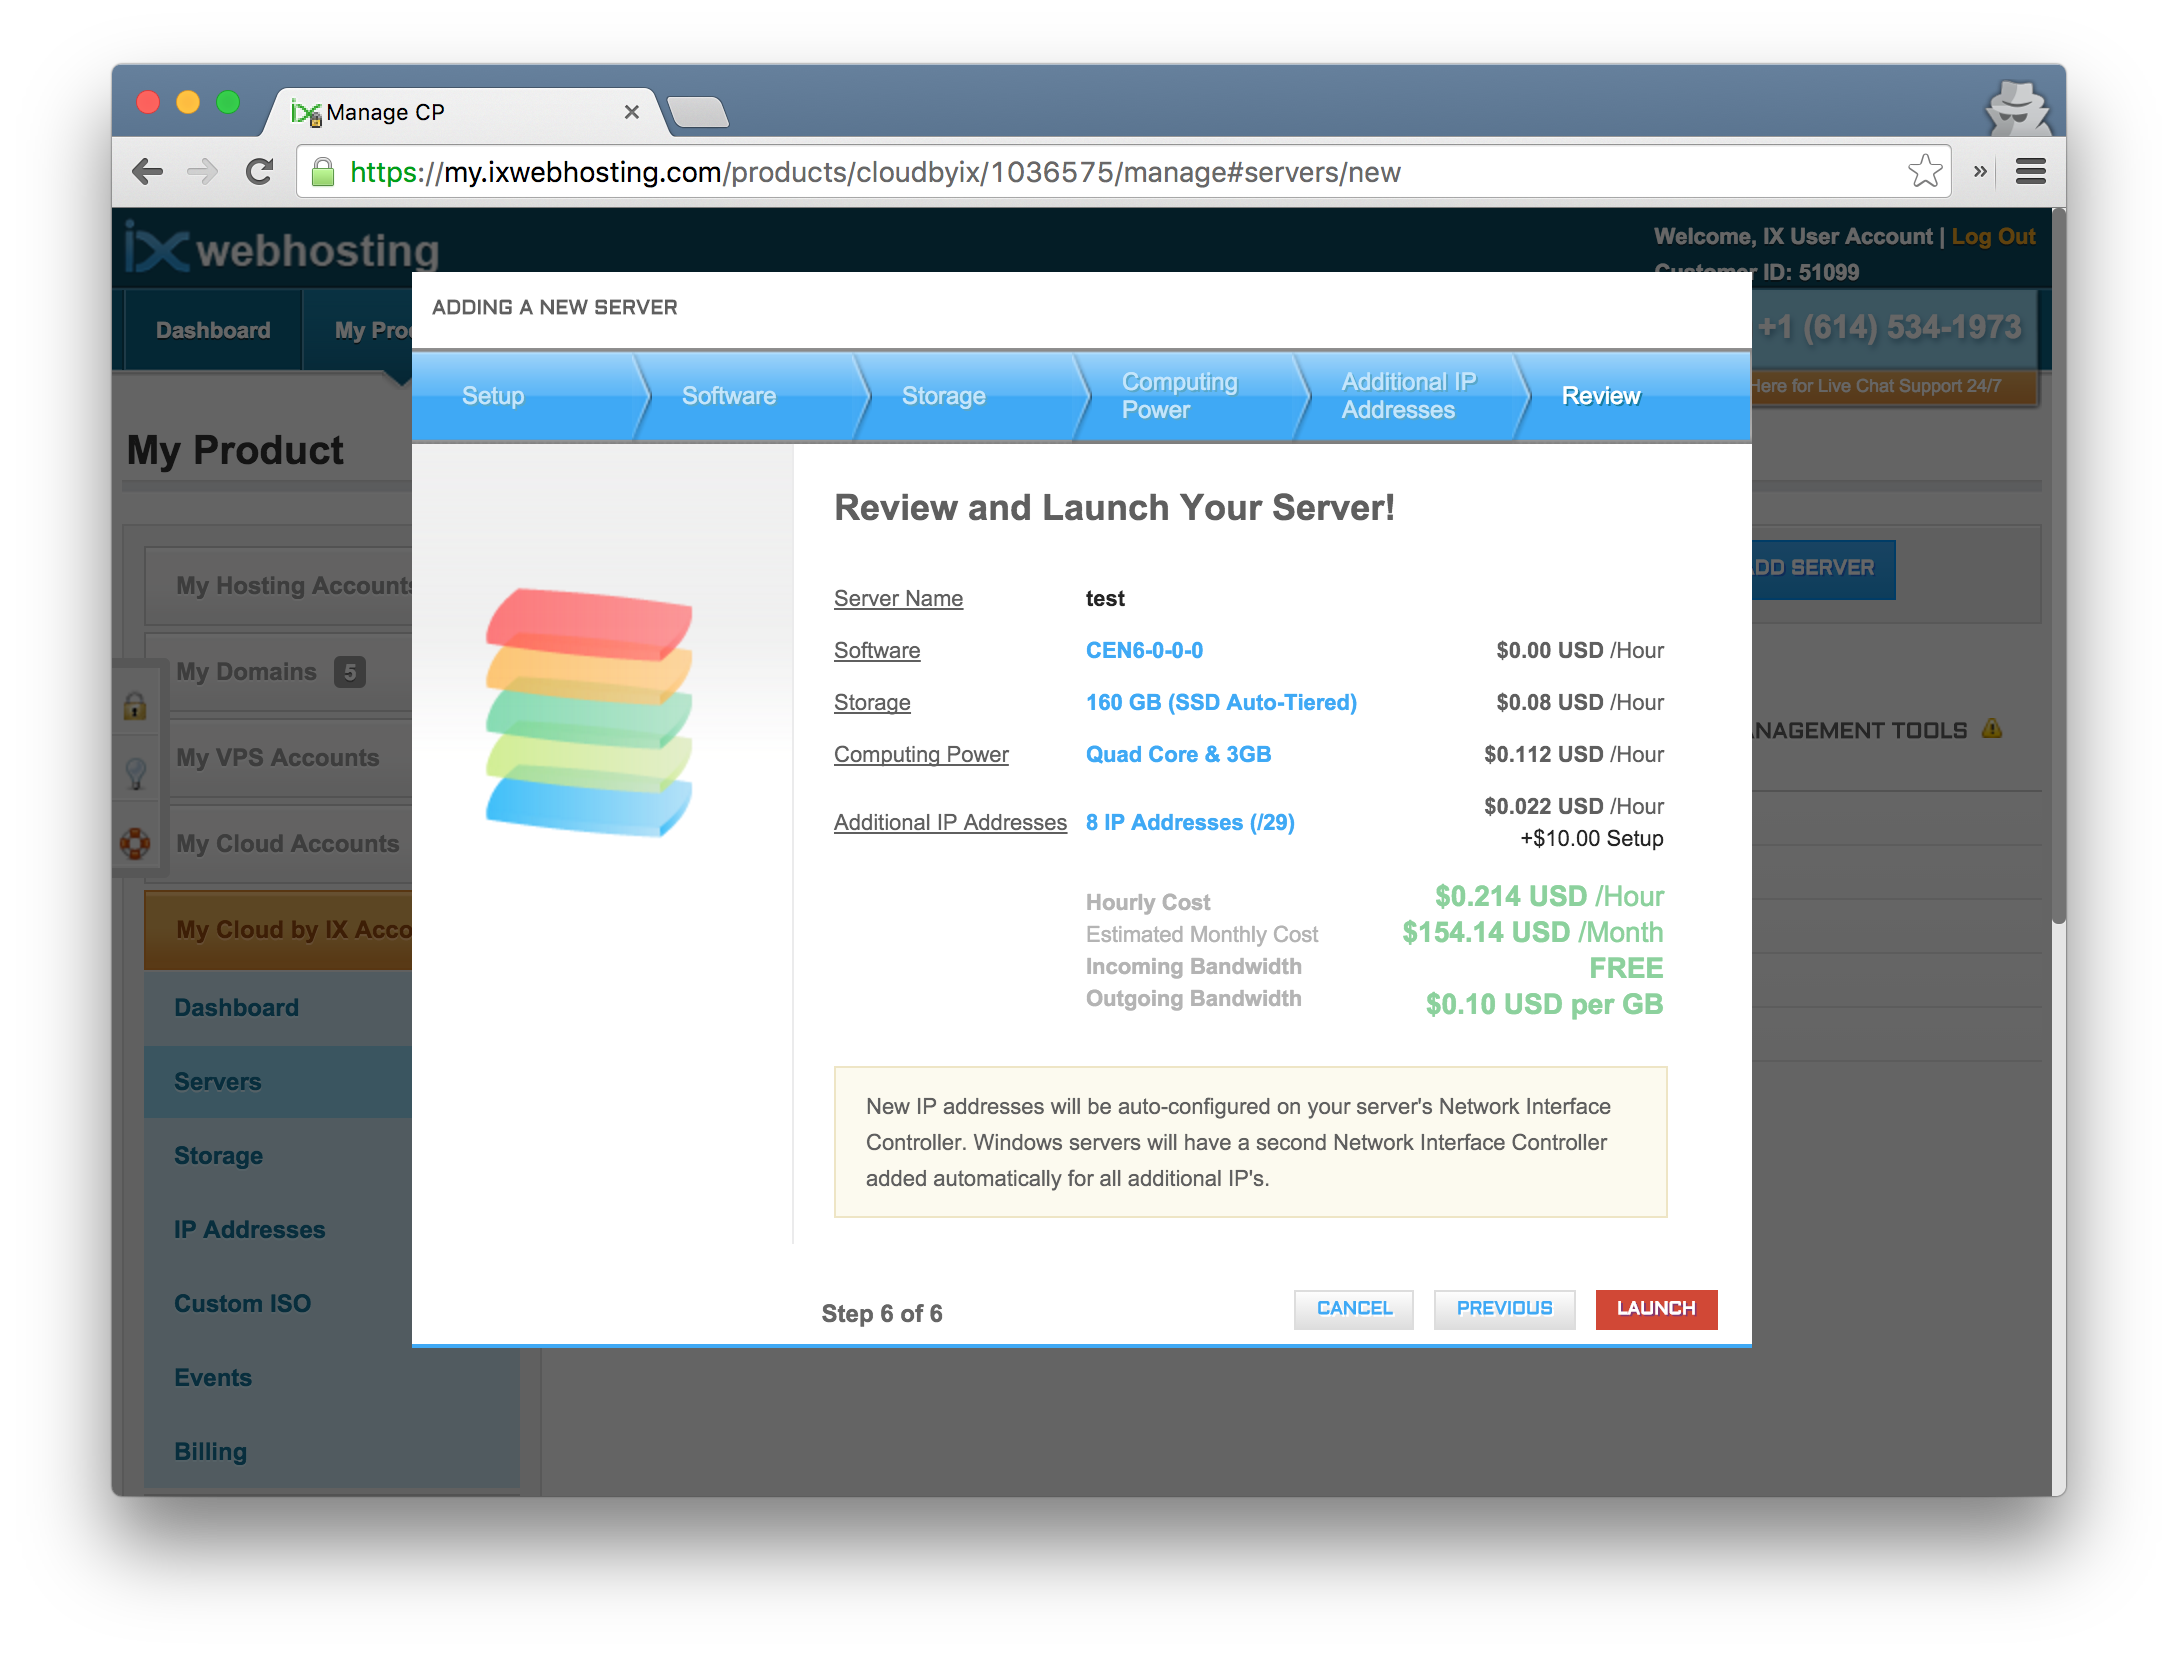 Manage CP
https://my.ixwebhosting.com/products/cloudbyix/1036575/manage#servers/new
ix webhosting
Welcome, IX User Account | Log Out
Customer ID: 51099
Dashboard
My Pro
+1 (614) 534-1973
Here for Live Chat Support 24/7
ADDING A NEW SERVER
Setup
Software
Storage
Computing
Power
Additional IP
Addresses
Review
My Product
My Hosting Accounts
My Domains 5
My VPS Accounts
My Cloud Accounts
My Cloud by IX Acco
Dashboard
Servers
Storage
IP Addresses
Custom ISO
Events
Billing
DD SERVER
NAGEMENT TOOLS
Review and Launch Your Server!
Server Name test
Software CEN6-0-0-0 $0.00 USD /Hour
Storage 160 GB (SSD Auto-Tiered) $0.08 USD /Hour
Computing Power Quad Core & 3GB $0.112 USD /Hour
Additional IP Addresses 8 IP Addresses (/29) $0.022 USD /Hour
+$10.00 Setup
Hourly Cost $0.214 USD /Hour
Estimated Monthly Cost $154.14 USD /Month
Incoming Bandwidth FREE
Outgoing Bandwidth $0.10 USD per GB
New IP addresses will be auto-configured on your server's Network Interface
Controller. Windows servers will have a second Network Interface Controller
added automatically for all additional IP's.
Step 6 of 6
CANCEL
PREVIOUS
LAUNCH